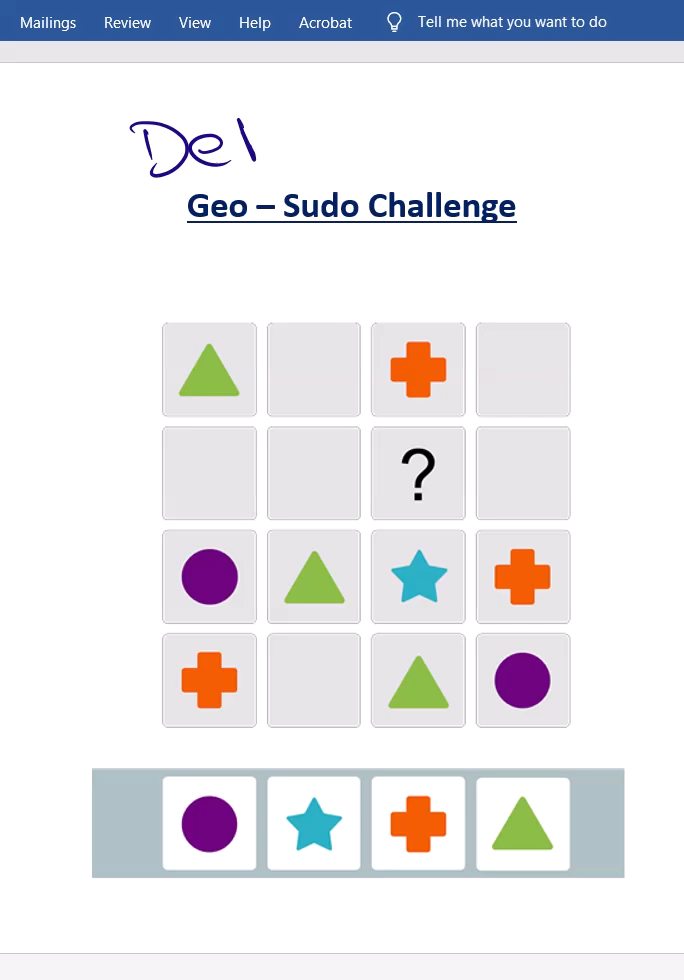 Mailings Review View Help Acrobat Tell me what you want to do
Del
Geo – Sudo Challenge
?